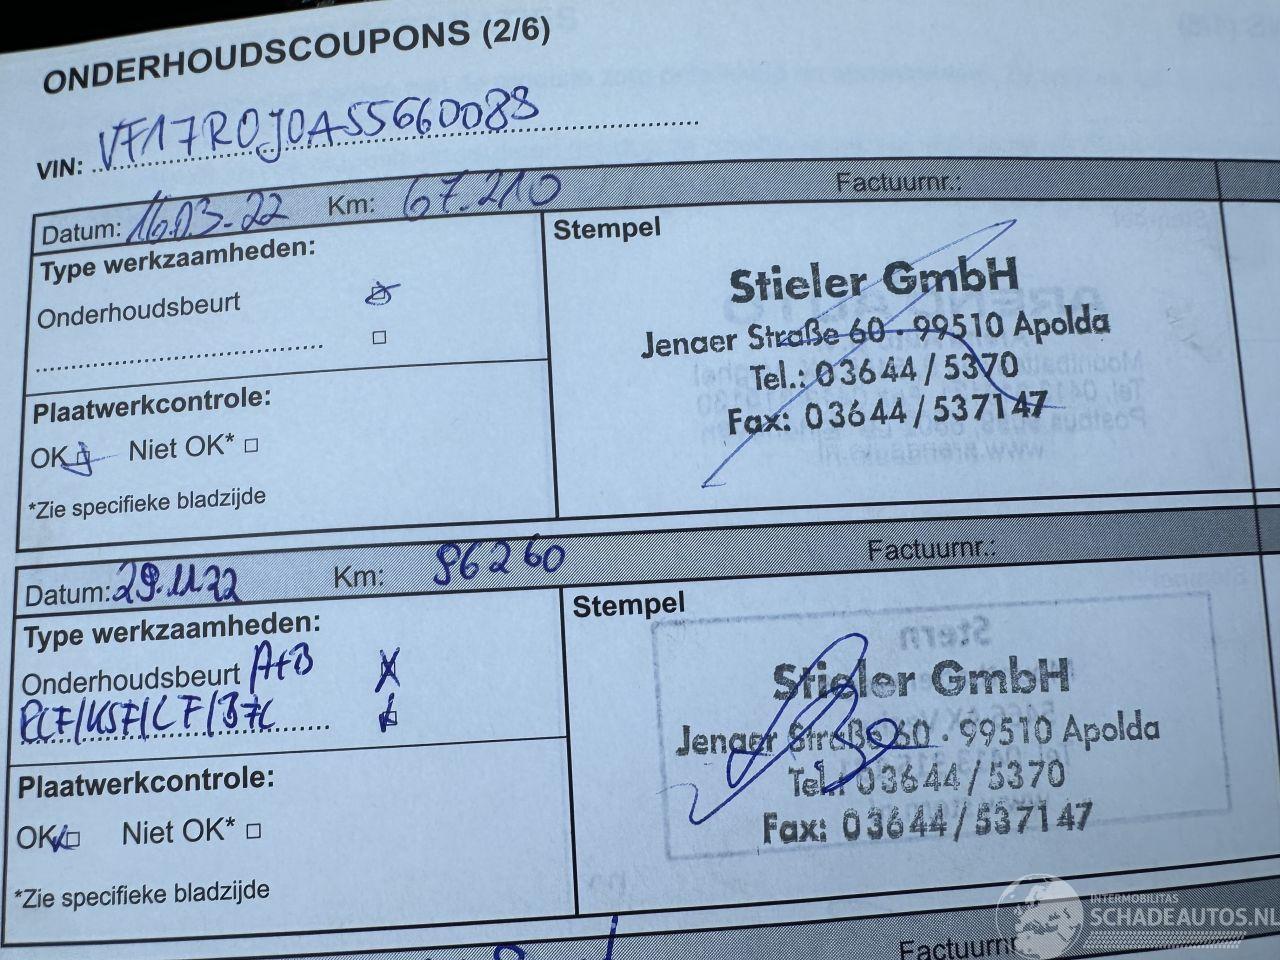 ONDERHOUDSCOUPONS (2/6)
VIN: VF17R0J0A55660088
Datum: 16.03.22 Km: 67.210 Factuurnr.:
Type werkzaamheden:
Onderhoudsbeurt
Plaatwerkcontrole:
OK Niet OK*
*Zie specifieke bladzijde
Stempel
Stieler GmbH
Jenaer Straße 60 · 99510 Apolda
Tel.: 03644/5370
Fax: 03644/537147
Datum: 29.11.22 Km: 96260 Factuurnr.:
Type werkzaamheden:
Onderhoudsbeurt A+B
Plaatwerkcontrole:
OK Niet OK*
*Zie specifieke bladzijde
Stempel
Stieler GmbH
Jenaer Straße 60 · 99510 Apolda
Tel.: 03644/5370
Fax: 03644/537147
Factuurnr.
INTERMOBILITAS
SCHADEAUTOS.NL